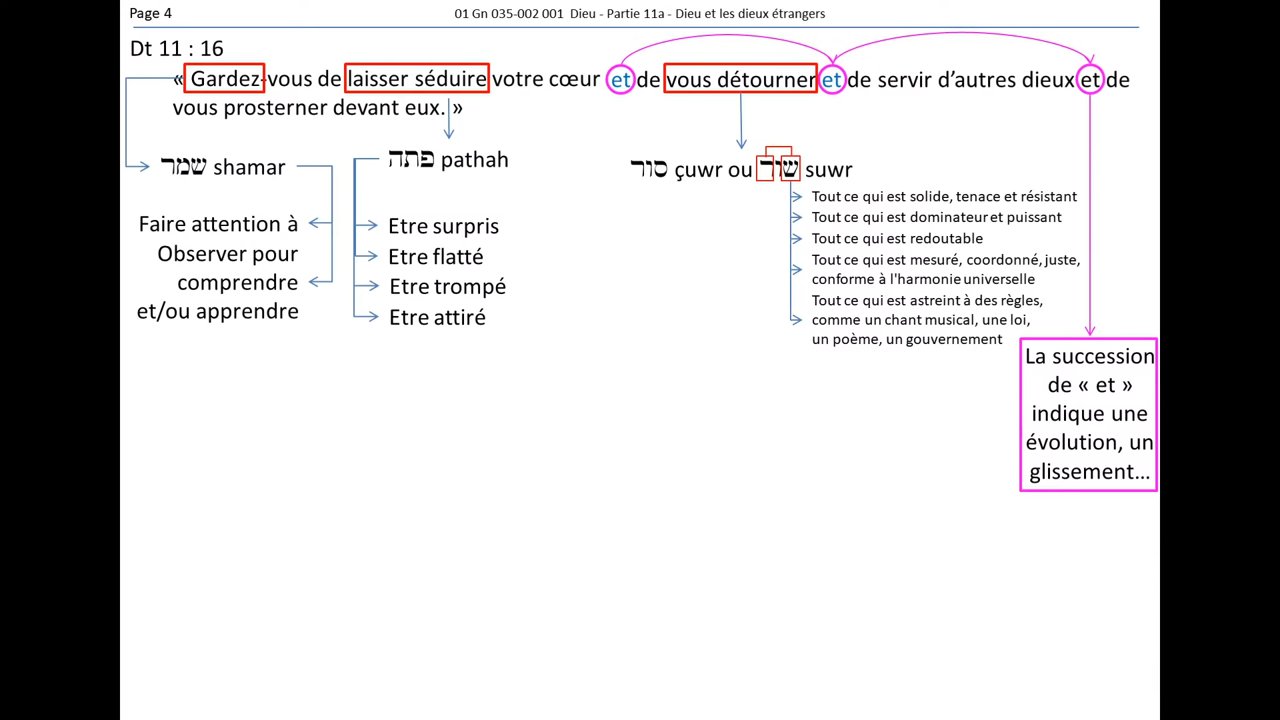 Page 4
01 Gn 035-002 001 Dieu - Partie 11a - Dieu et les dieux étrangers
Dt 11 : 16
« Gardez-vous de laisser séduire votre cœur et de vous détourner et de servir d’autres dieux et de
vous prosterner devant eux. »
שמר shamar
Faire attention à
Observer pour
comprendre
et/ou apprendre
פתה pathah
Etre surpris
Etre flatté
Etre trompé
Etre attiré
סור çuwr ou שור suwr
Tout ce qui est solide, tenace et résistant
Tout ce qui est dominateur et puissant
Tout ce qui est redoutable
Tout ce qui est mesuré, coordonné, juste,
conforme à l'harmonie universelle
Tout ce qui est astreint à des règles,
comme un chant musical, une loi,
un poème, un gouvernement
La succession
de « et »
indique une
évolution, un
glissement…